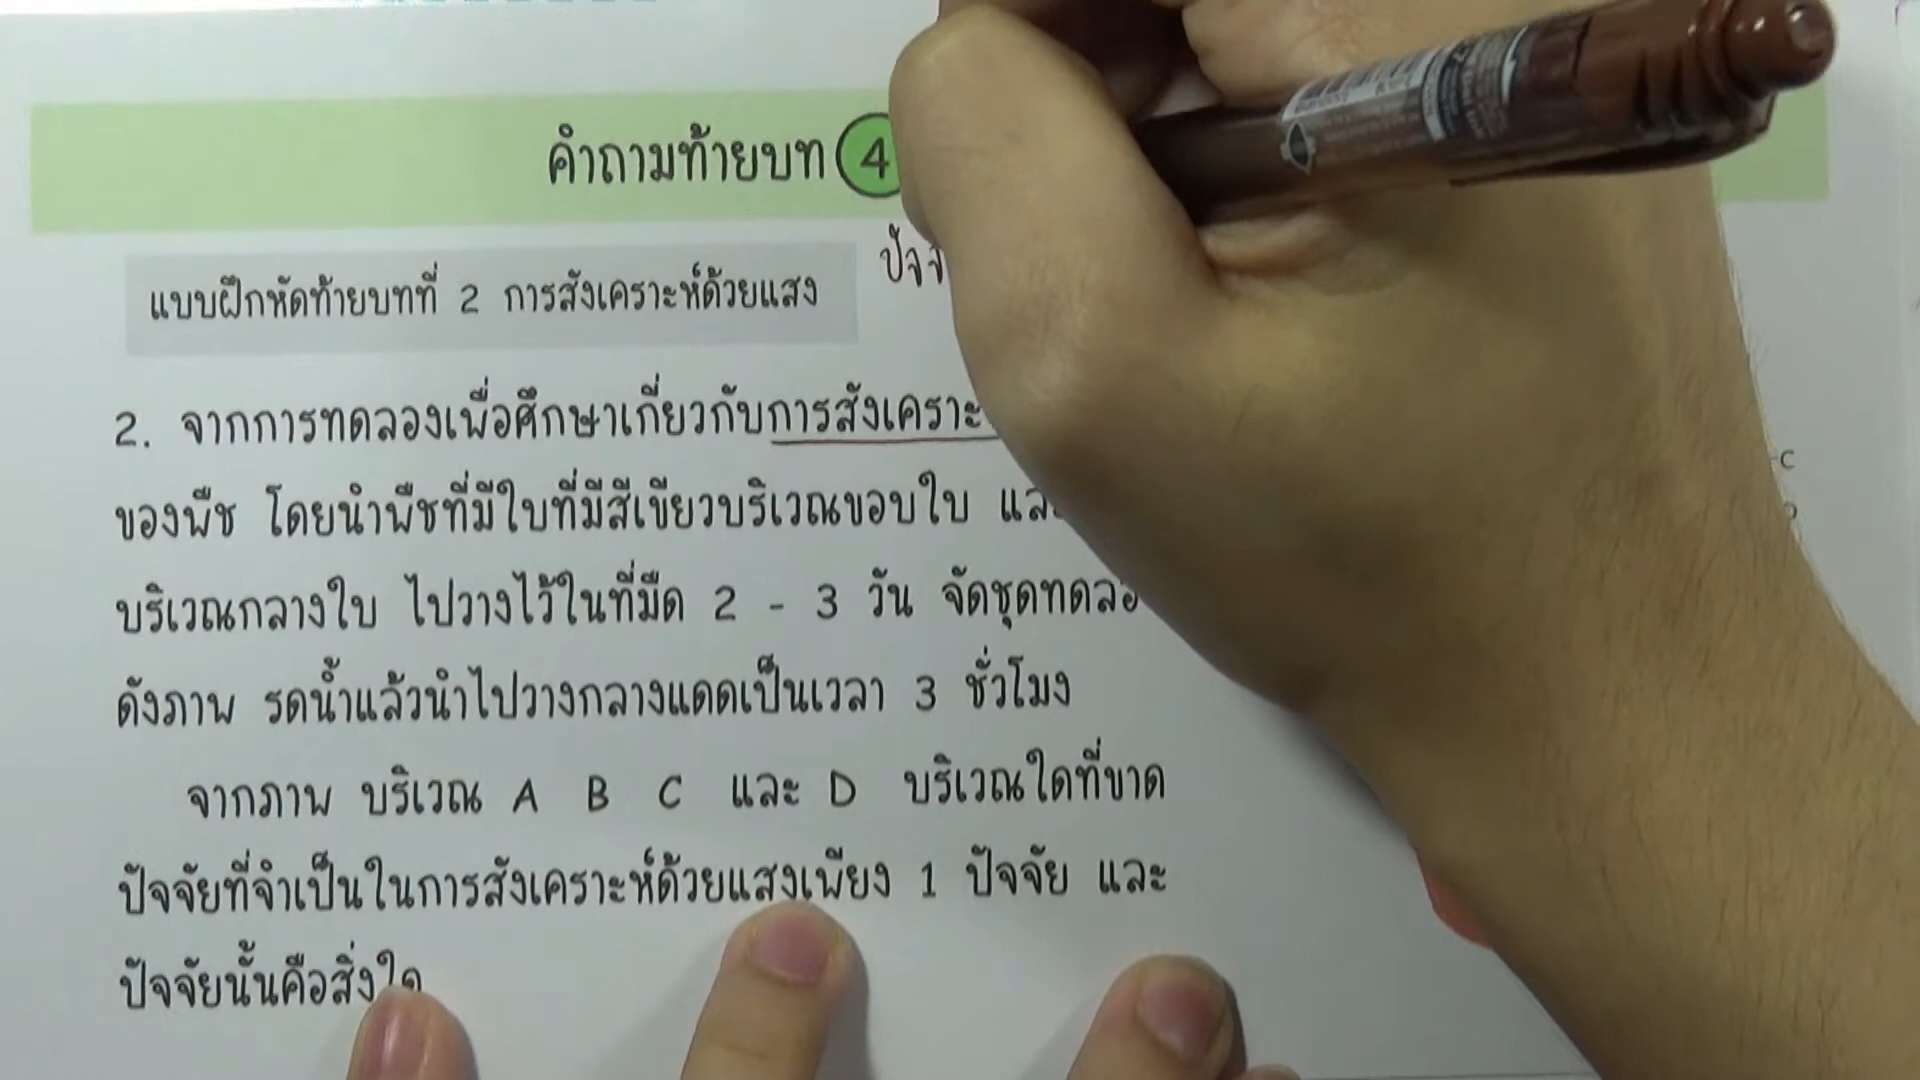 คำถามท้ายบท 4
แบบฝึกหัดท้ายบทที่ 2 การสังเคราะห์ด้วยแสง
2. จากการทดลองเพื่อศึกษาเกี่ยวกับการสังเคราะ
ของพืช โดยนำพืชที่มีใบที่มีสีเขียวบริเวณขอบใบ
บริเวณกลางใบ ไปวางไว้ในที่มืด 2 - 3 วัน จัดชุดทดล
ดังภาพ รดน้ำแล้วนำไปวางกลางแดดเป็นเวลา 3 ชั่วโมง
จากภาพ บริเวณ A B C และ D บริเวณใดที่ขาด
ปัจจัยที่จำเป็นในการสังเคราะห์ด้วยแสงเพียง 1 ปัจจัย และ
ปัจจัยนั้นคือสิ่งใด
C